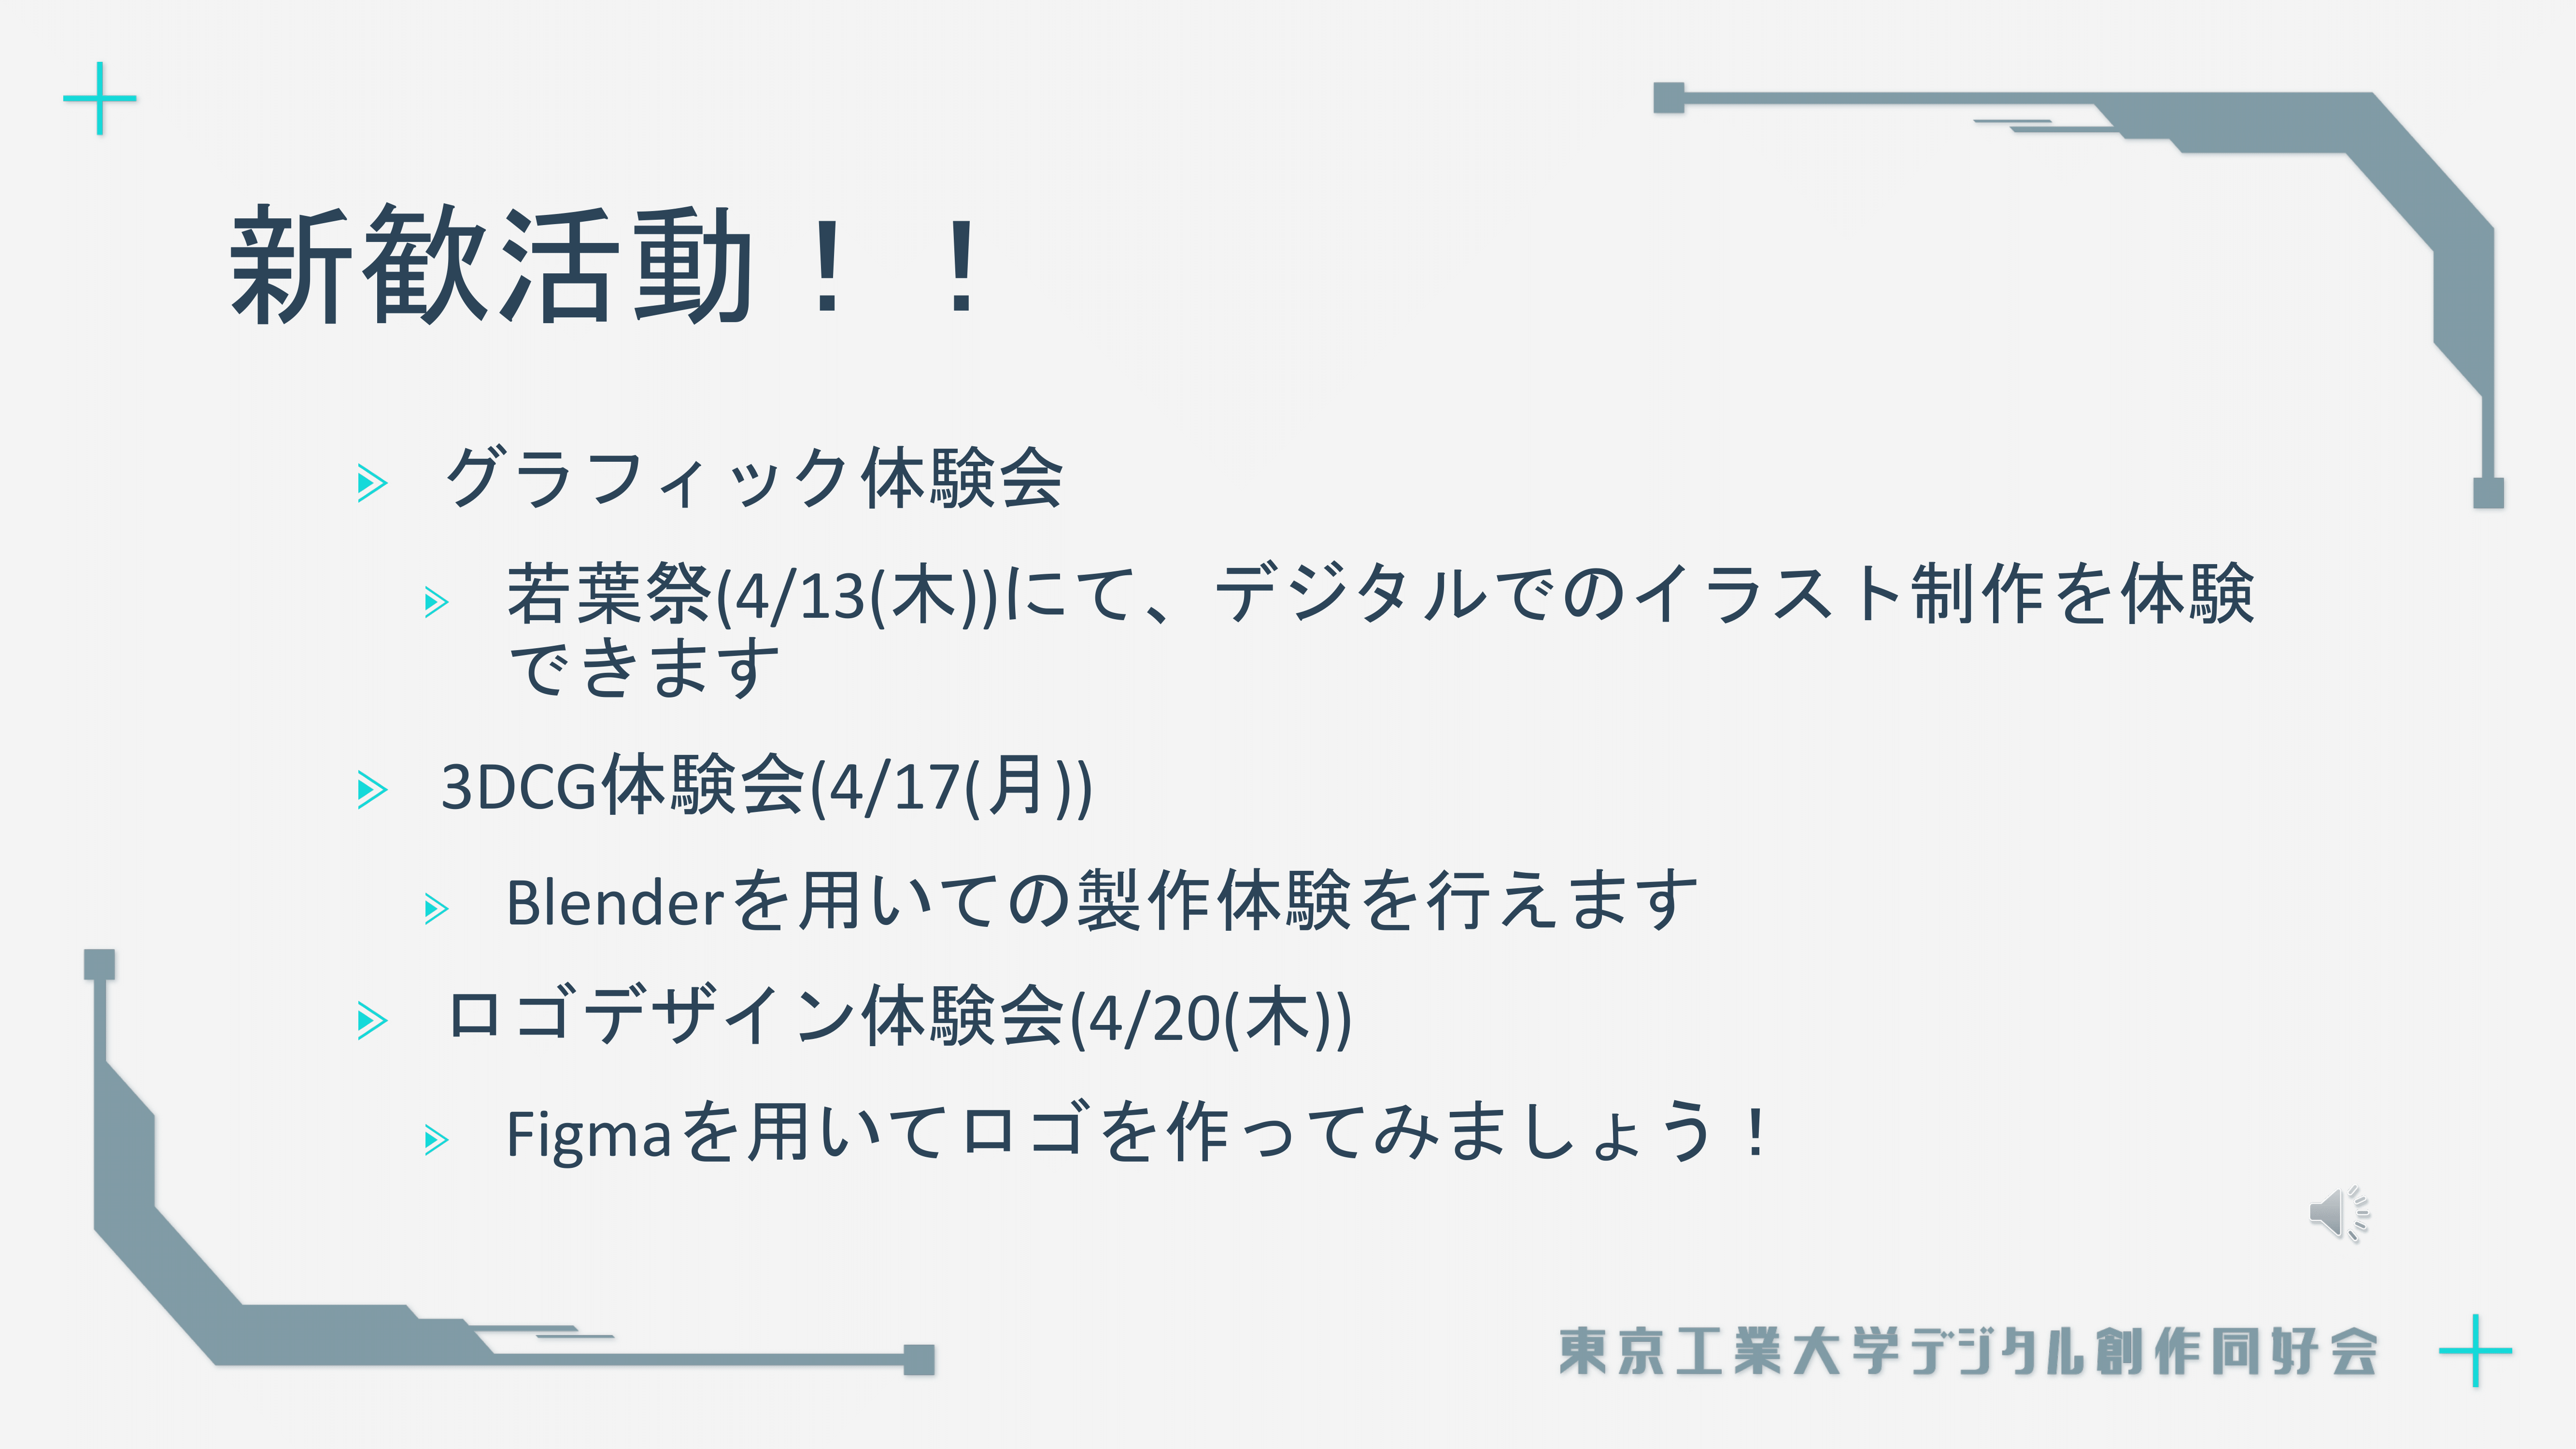 新歓活動！！
グラフィック体験会
若葉祭(4/13(木))にて、デジタルでのイラスト制作を体験
できます
3DCG体験会(4/17(月))
Blenderを用いての製作体験を行えます
ロゴデザイン体験会(4/20(木))
Figmaを用いてロゴを作ってみましょう！
東京工業大学デジタル創作同好会